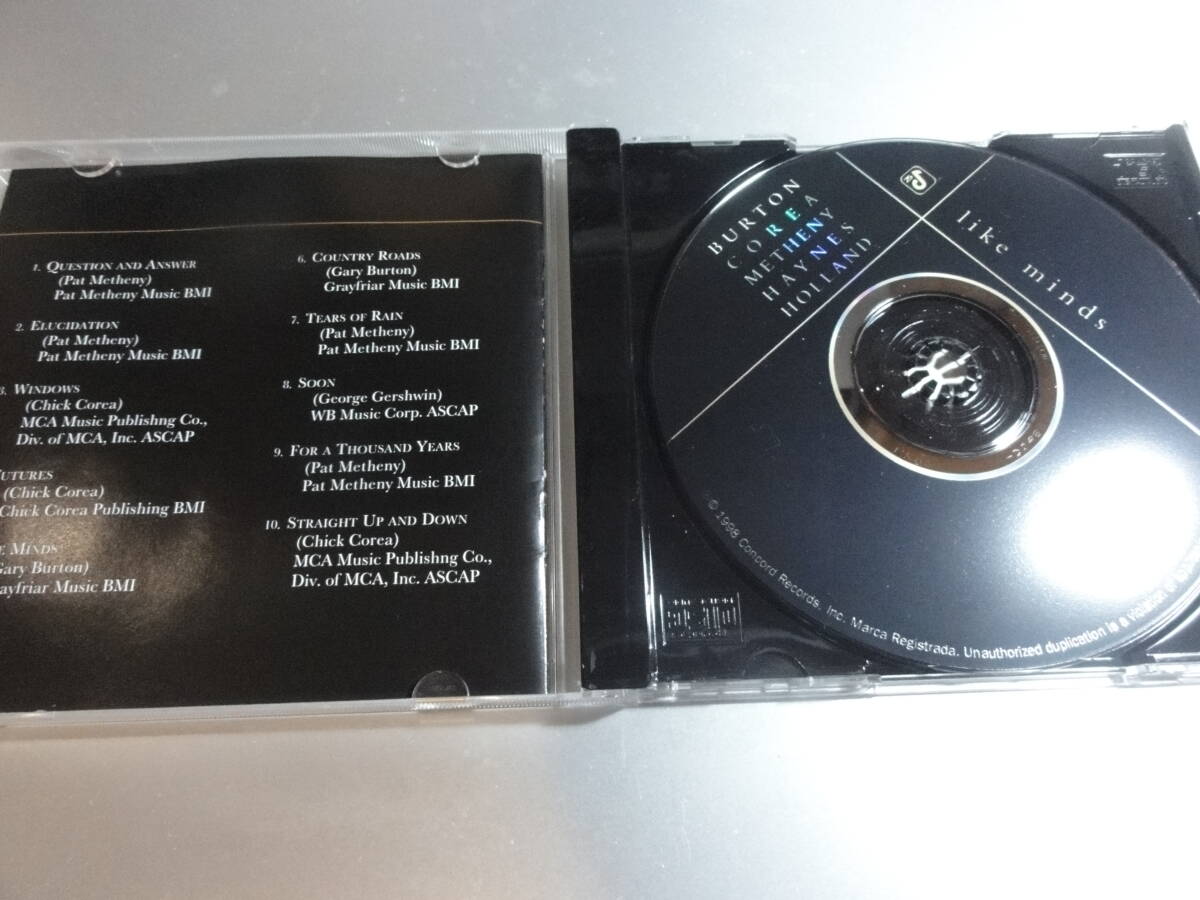 1. QUESTION AND ANSWER
(Pat Metheny)
Pat Metheny Music BMI
2. ELUCIDATION
(Pat Metheny)
Pat Metheny Music BMI
3. WINDOWS
(Chick Corea)
MCA Music Publishng Co.,
Div. of MCA, Inc. ASCAP
FUTURES
(Chick Corea)
Chick Corea Publishing BMI
MINDS
(Gary Burton)
Grayfriar Music BMI
6. COUNTRY ROADS
(Gary Burton)
Grayfriar Music BMI
7. TEARS OF RAIN
(Pat Metheny)
Pat Metheny Music BMI
8. SOON
(George Gershwin)
WB Music Corp. ASCAP
9. FOR A THOUSAND YEARS
(Pat Metheny)
Pat Metheny Music BMI
10. STRAIGHT UP AND DOWN
(Chick Corea)
MCA Music Publishng Co.,
Div. of MCA, Inc. ASCAP
BURTON
COREA
METHENY
HAYNES
HOLLAND
like minds
© 1998 Concord Records, Inc. Marca Registrada. Unauthorized duplication is a violation of